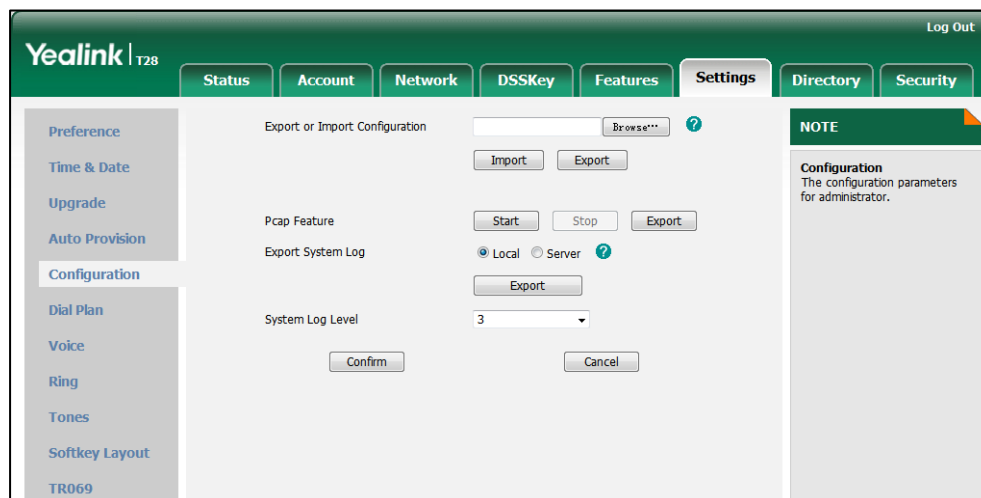 Log Out
Yealink | T28
Status Account Network DSSKey Features Settings Directory Security
Preference
Time & Date
Upgrade
Auto Provision
Configuration
Dial Plan
Voice
Ring
Tones
Softkey Layout
TR069
Export or Import Configuration Browse... ?
Import Export
Pcap Feature Start Stop Export
Export System Log Local Server ?
Export
System Log Level 3
Confirm Cancel
NOTE
Configuration
The configuration parameters
for administrator.